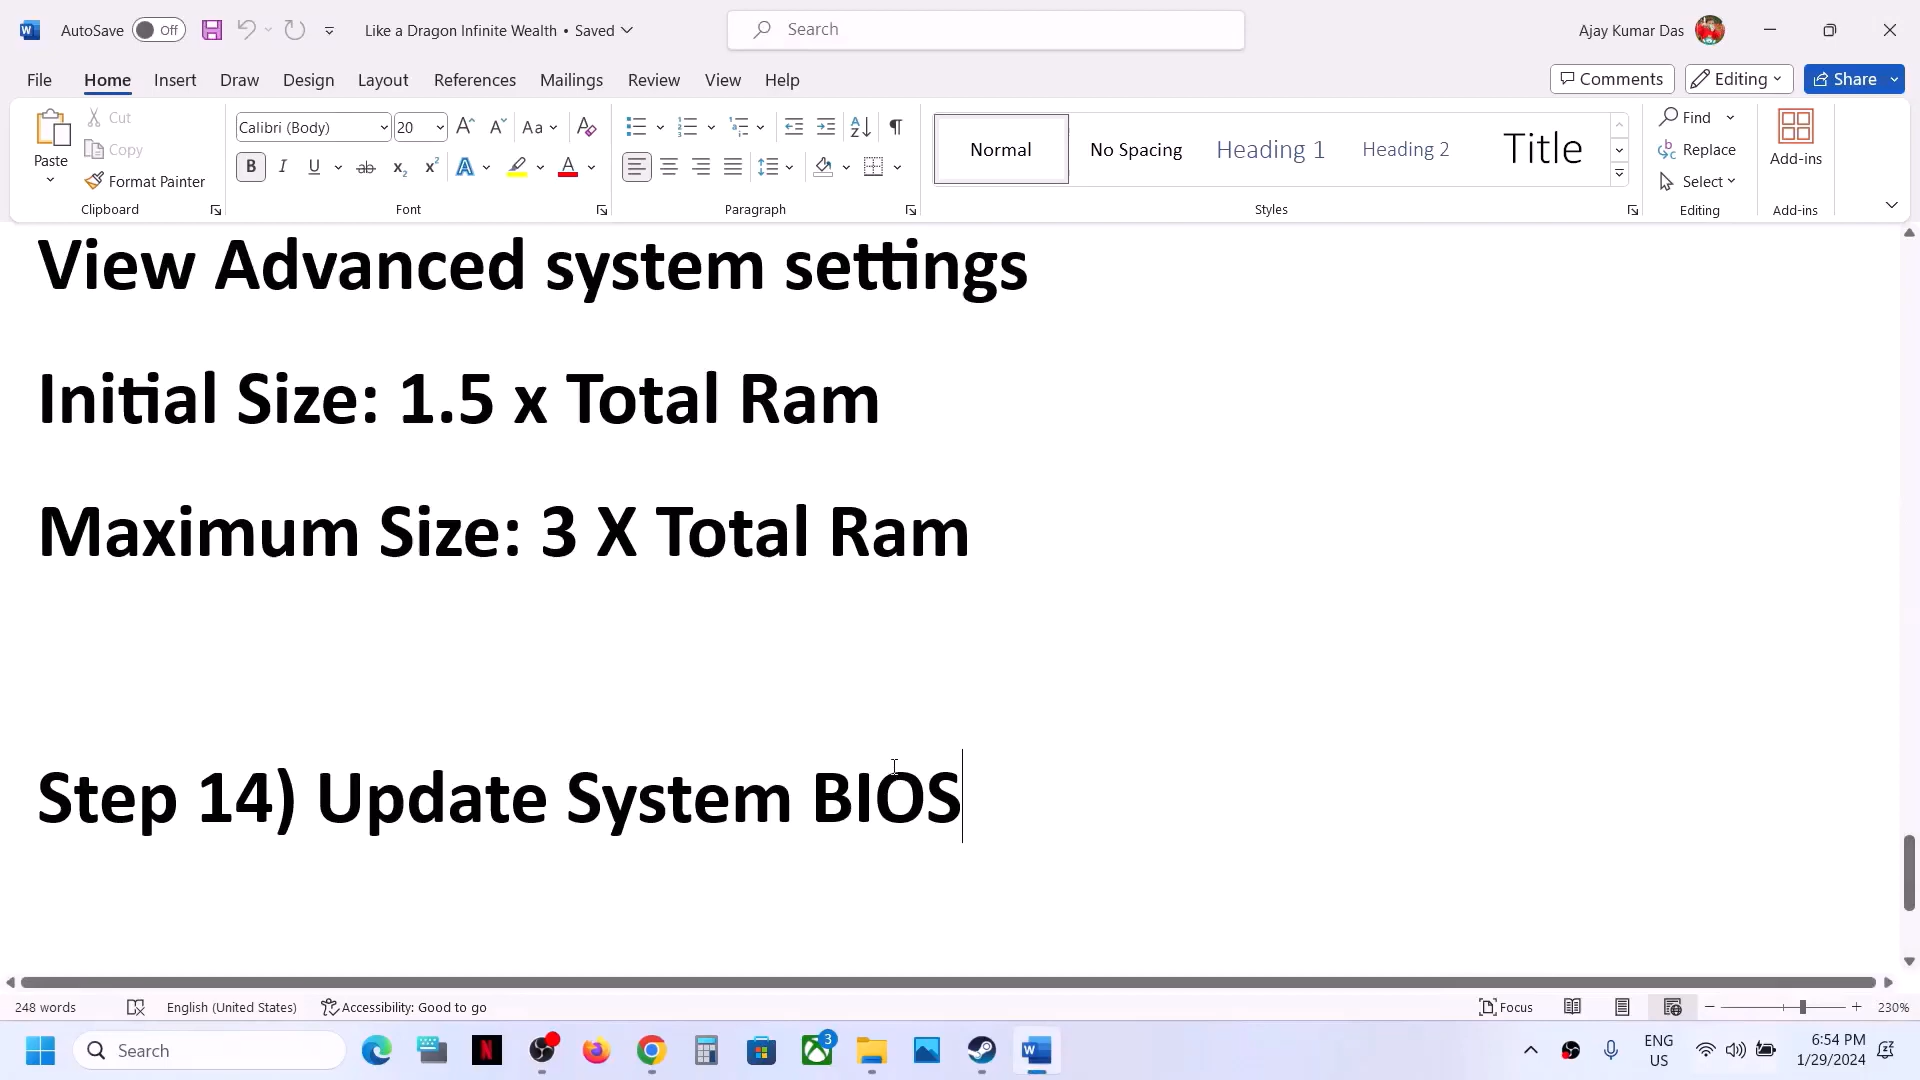 AutoSave Off Like a Dragon Infinite Wealth • Saved Search Ajay Kumar Das
File Home Insert Draw Design Layout References Mailings Review View Help Comments Editing Share
Paste Cut Copy Format Painter
Clipboard
Calibri (Body) 20
Font
Paragraph
Normal No Spacing Heading 1 Heading 2 Title
Styles
Find
Replace
Select
Editing
Add-ins
Add-ins
View Advanced system settings
Initial Size: 1.5 x Total Ram
Maximum Size: 3 X Total Ram
Step 14) Update System BIOS
248 words English (United States) Accessibility: Good to go Focus 230%
Search 3 ENG US 6:54 PM 1/29/2024